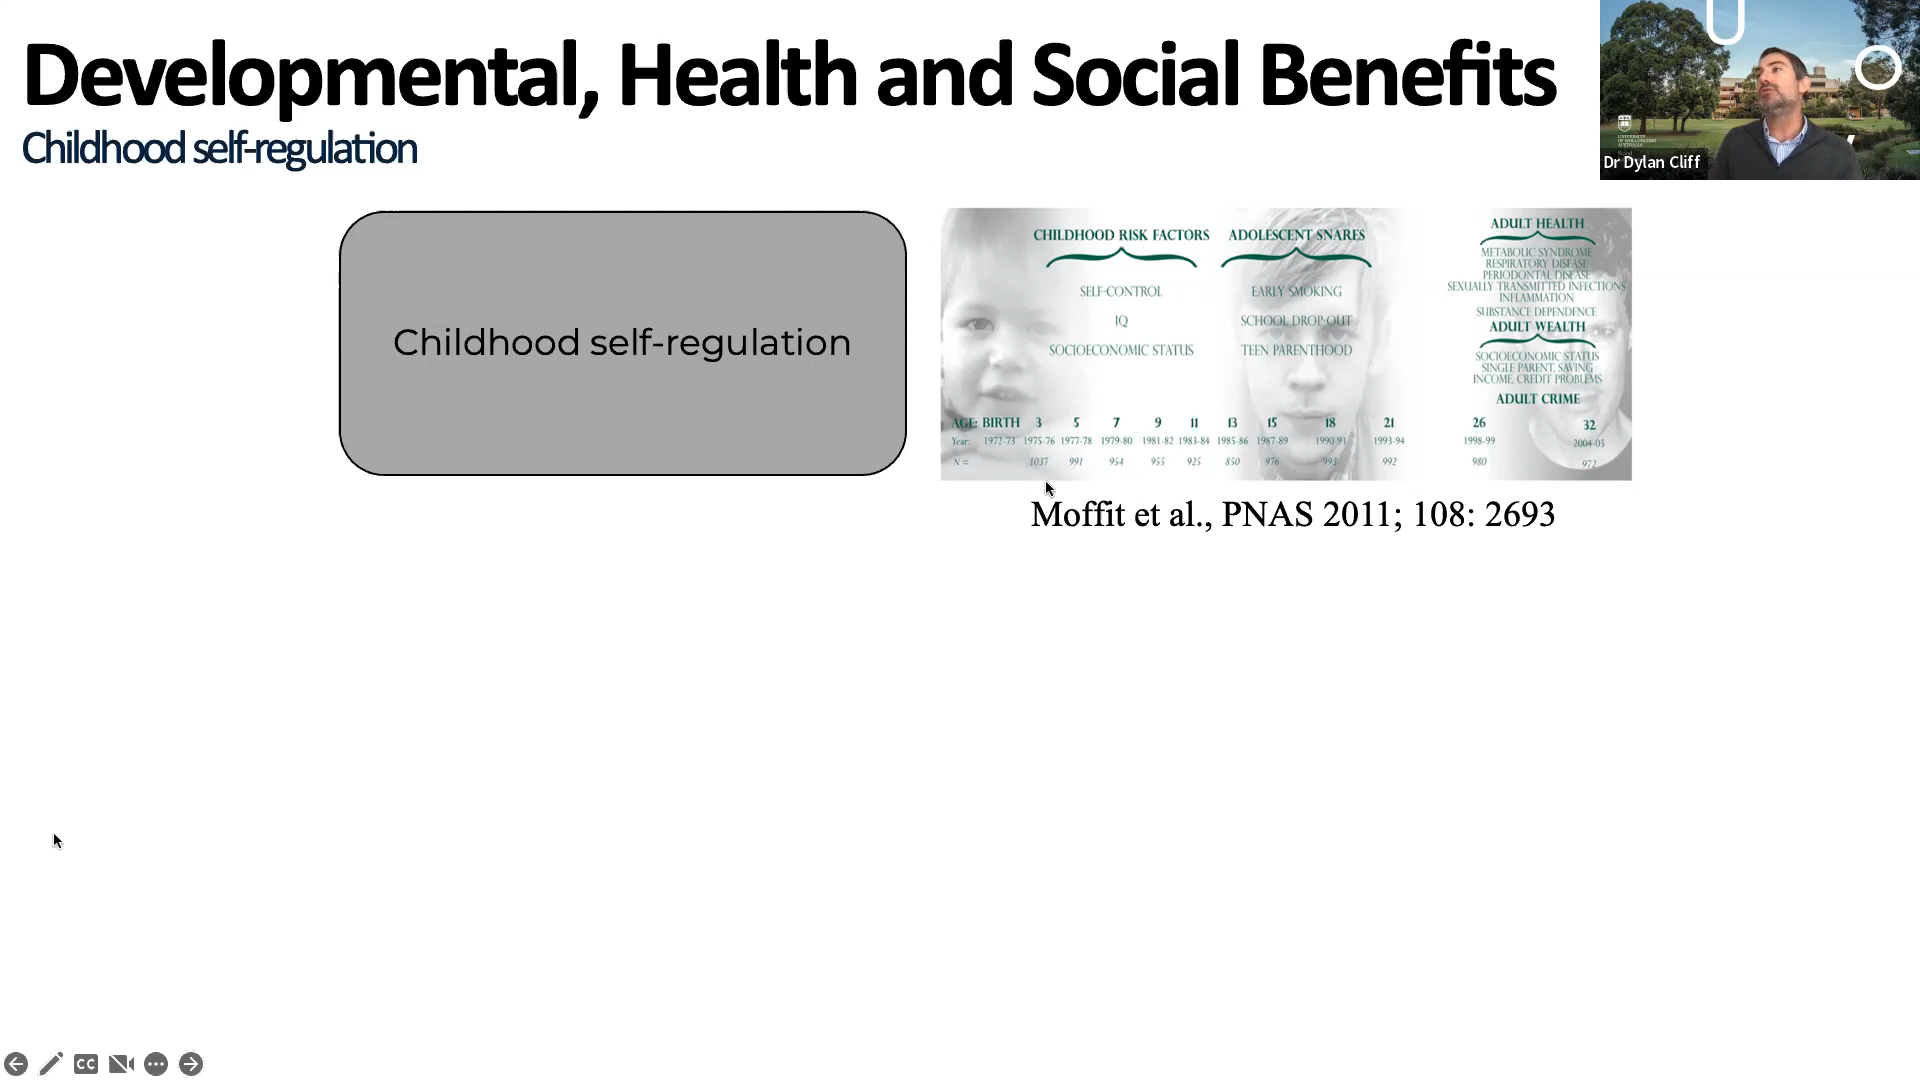 Developmental, Health and Social Benefits
Childhood self-regulation
U
O
UNIVERSITY
OF WOLLONGONG
AUSTRALIA
Dr Dylan Cliff
Childhood self-regulation
CHILDHOOD RISK FACTORS
SELF-CONTROL
IQ
SOCIOECONOMIC STATUS
ADOLESCENT SNARES
EARLY SMOKING
SCHOOL DROP-OUT
TEEN PARENTHOOD
ADULT HEALTH
METABOLIC SYNDROME
RESPIRATORY DISEASE
PERIODONTAL DISEASE
SEXUALLY TRANSMITTED INFECTIONS
INFLAMMATION
SUBSTANCE DEPENDENCE
ADULT WEALTH
SOCIOECONOMIC STATUS
SINGLE PARENT, SAVING
INCOME, CREDIT PROBLEMS
ADULT CRIME
AGE: BIRTH 3 5 7 9 11 13 15 18 21 26 32
Year: 1972-73 1975-76 1977-78 1979-80 1981-82 1983-84 1985-86 1987-89 1990-91 1993-94 1998-99 2004-05
N = 1037 991 954 955 925 850 976 993 992 980 972
Moffit et al., PNAS 2011; 108: 2693
CC